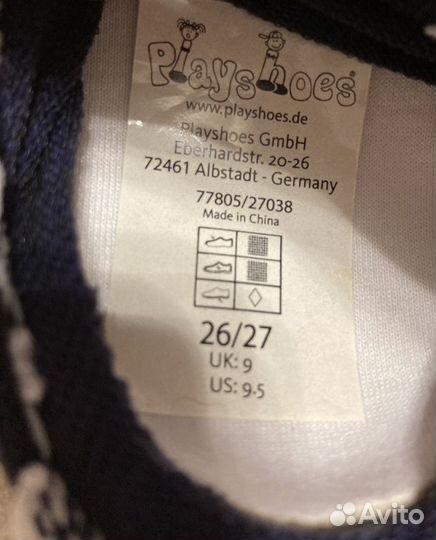 Playshoes®
www.playshoes.de
Playshoes GmbH
Eberhardstr. 20-26
72461 Albstadt - Germany
77805/27038
Made in China
26/27
UK: 9
US: 9.5
Avito